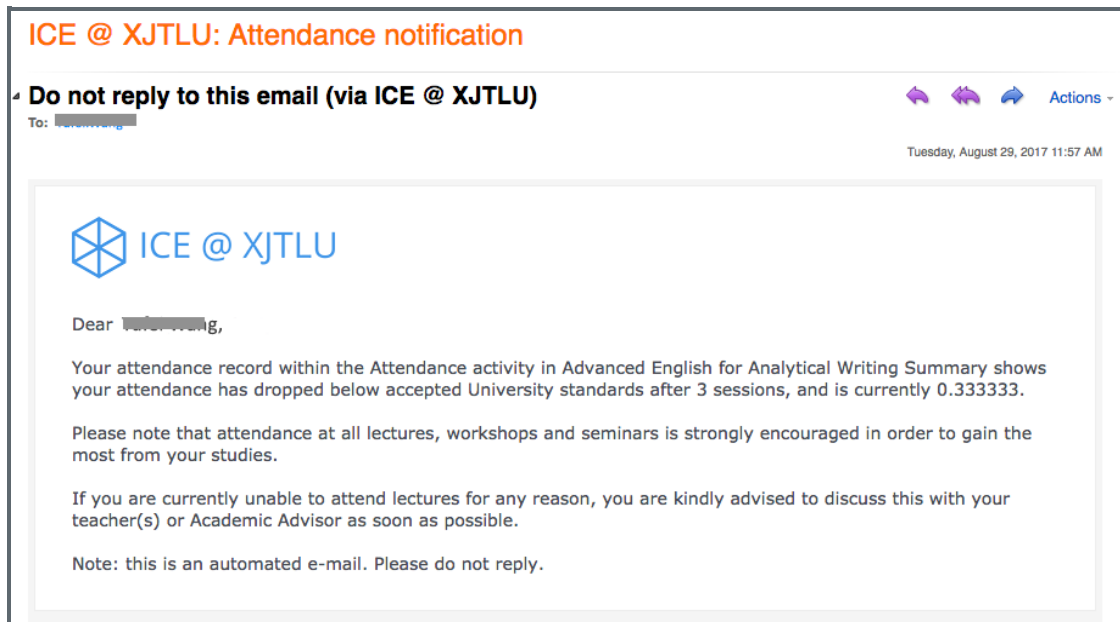 ICE @ XJTLU: Attendance notification
Do not reply to this email (via ICE @ XJTLU)
Actions
To:
Tuesday, August 29, 2017 11:57 AM
ICE @ XJTLU
Dear
Your attendance record within the Attendance activity in Advanced English for Analytical Writing Summary shows
your attendance has dropped below accepted University standards after 3 sessions, and is currently 0.333333.
Please note that attendance at all lectures, workshops and seminars is strongly encouraged in order to gain the
most from your studies.
If you are currently unable to attend lectures for any reason, you are kindly advised to discuss this with your
teacher(s) or Academic Advisor as soon as possible.
Note: this is an automated e-mail. Please do not reply.